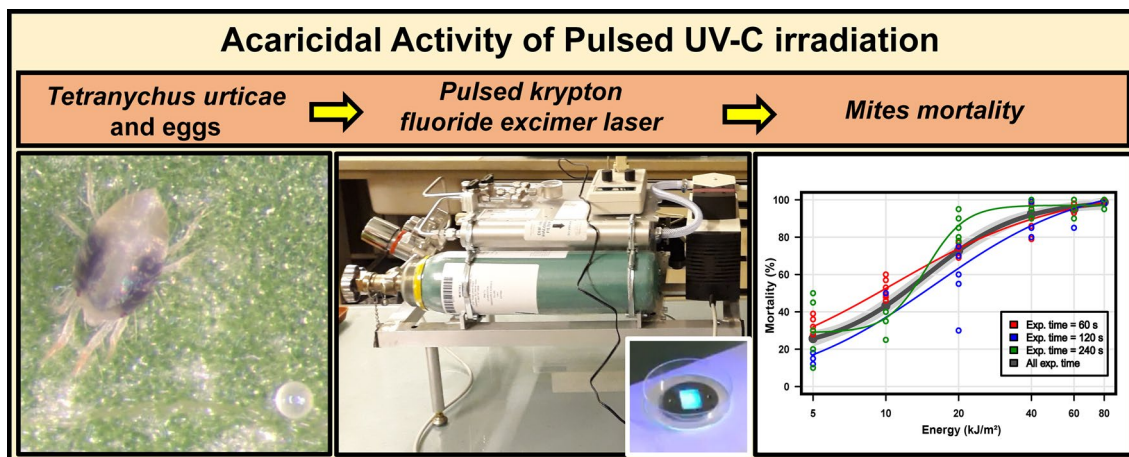 Acaricidal Activity of Pulsed UV-C irradiation
Tetranychus urticae
and eggs
Pulsed krypton
fluoride excimer laser
Mites mortality
Mortality (%)
100
80
60
40
20
0
Exp. time = 60 s
Exp. time = 120 s
Exp. time = 240 s
All exp. time
5 10 20 40 60 80
Energy (kJ/m²)